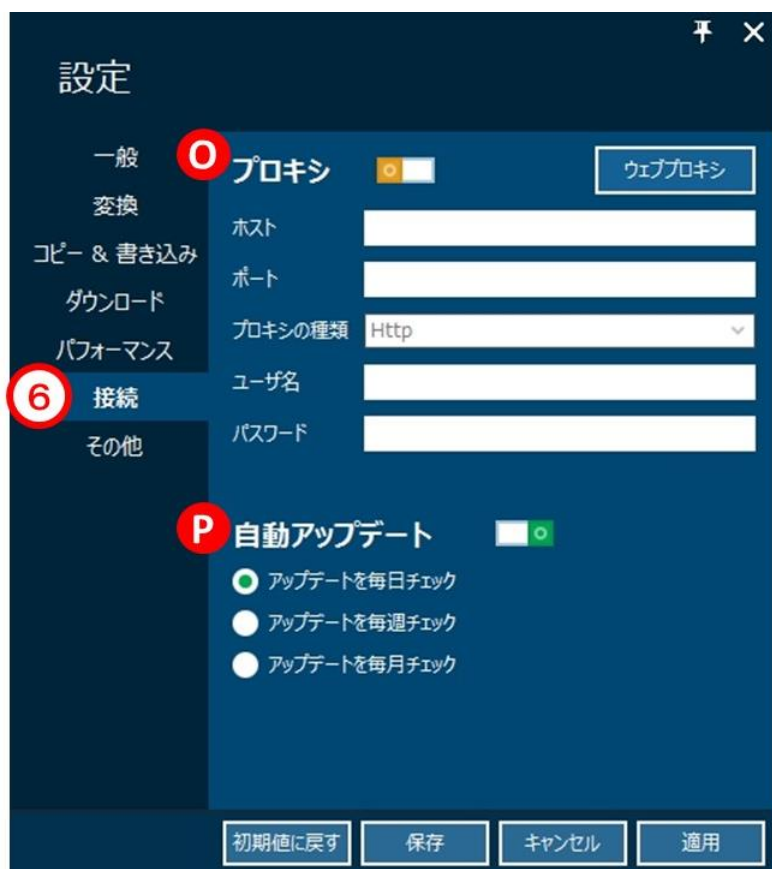 設定
一般
変換
コピー & 書き込み
ダウンロード
パフォーマンス
6 接続
その他
O プロキシ ウェブプロキシ
ホスト
ポート
プロキシの種類 Http
ユーザ名
パスワード
P 自動アップデート
アップデートを毎日チェック
アップデートを毎週チェック
アップデートを毎月チェック
初期値に戻す 保存 キャンセル 適用